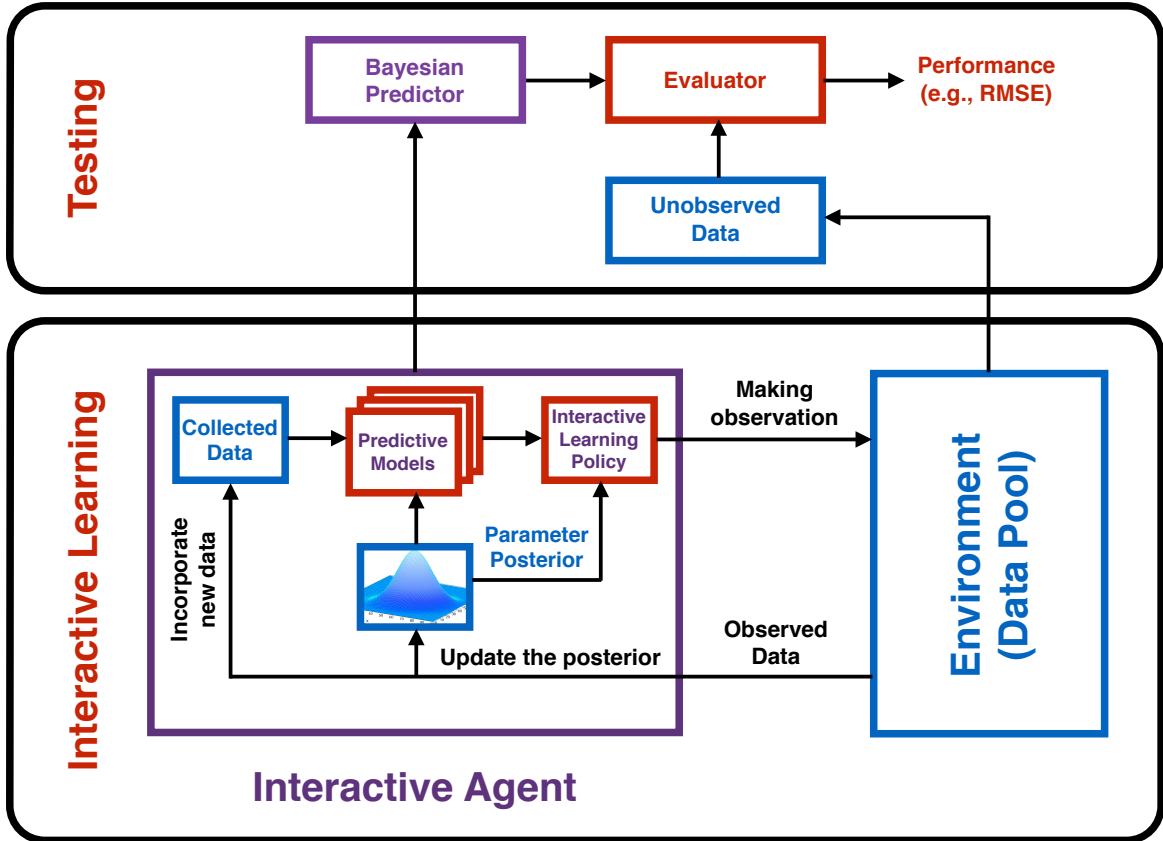 Testing
Bayesian
Predictor
Evaluator
Performance
(e.g., RMSE)
Unobserved
Data
Interactive Learning
Collected
Data
Predictive
Models
Interactive
Learning
Policy
Making
observation
Parameter
Posterior
Incorporate
new data
Update the posterior
Observed
Data
Environment
(Data Pool)
Interactive Agent